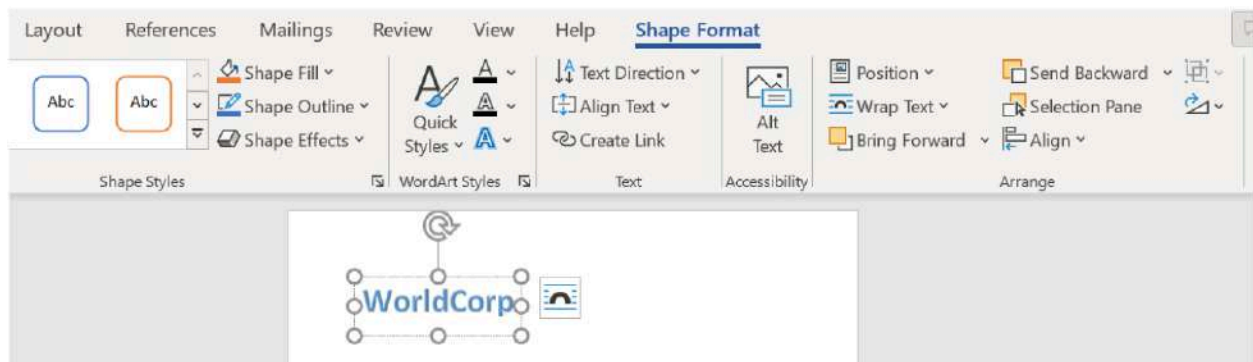 Layout References Mailings Review View Help Shape Format
Abc Abc Shape Fill Quick Styles Text Direction Alt Text Position Send Backward
Shape Outline Align Text Wrap Text Selection Pane
Shape Effects Create Link Bring Forward Align
Shape Styles WordArt Styles Text Accessibility Arrange
WorldCorp